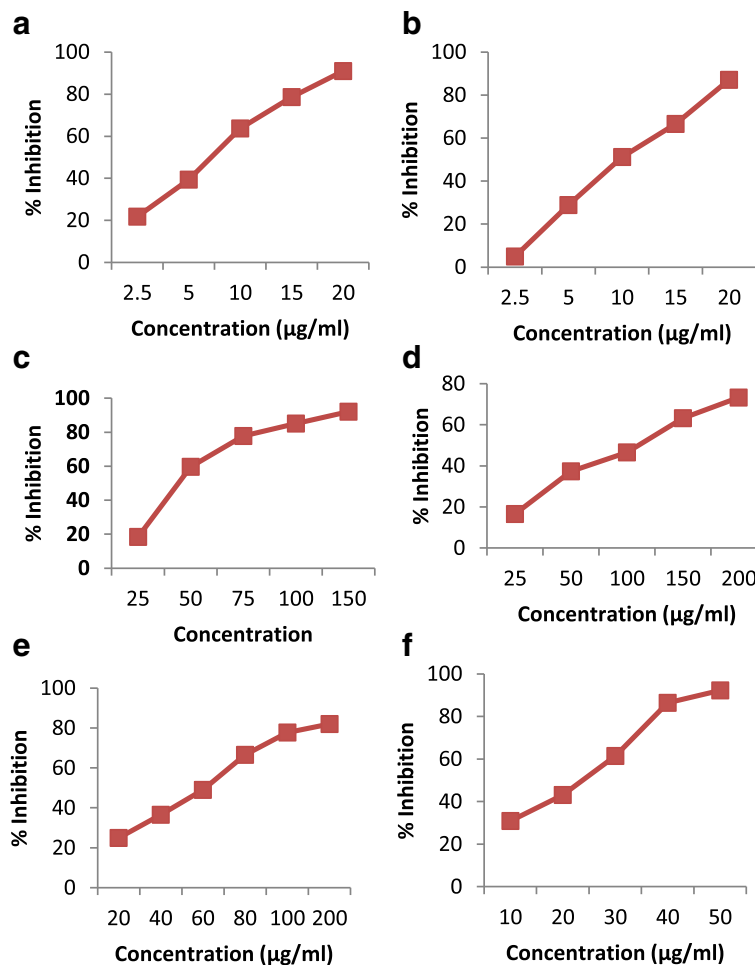 a
100
80
60
40
20
0
% Inhibition
2.5 5 10 15 20
Concentration (µg/ml)
b
100
80
60
40
20
0
% Inhibition
2.5 5 10 15 20
Concentration (µg/ml)
c
100
80
60
40
20
0
% Inhibition
25 50 75 100 150
Concentration
d
80
60
40
20
0
% Inhibition
25 50 100 150 200
Concentration (µg/ml)
e
100
80
60
40
20
0
% Inhibition
20 40 60 80 100 200
Concentration (µg/ml)
f
100
80
60
40
20
0
% Inhibition
10 20 30 40 50
Concentration (µg/ml)